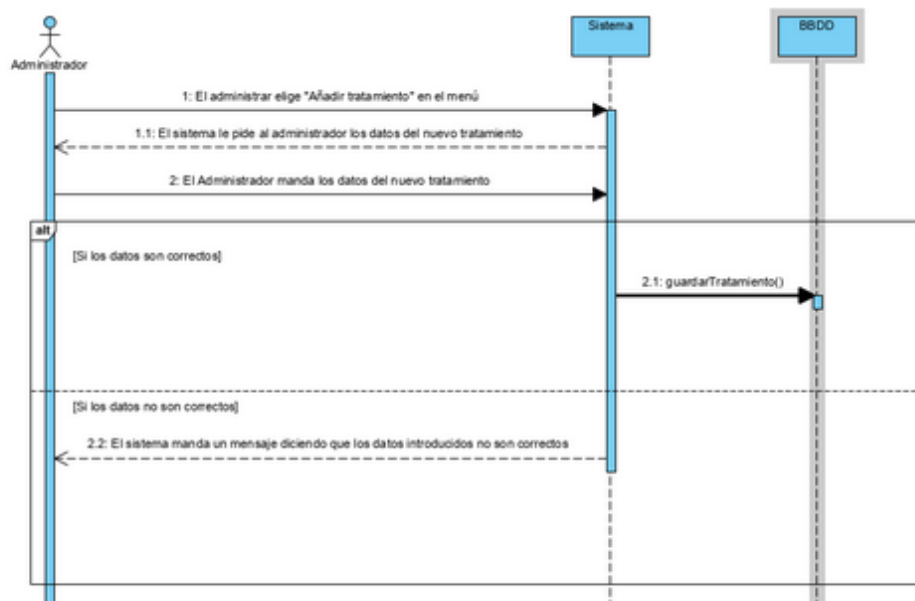 Sistema
BBDD
Administrador
1: El administrar elige "Añadir tratamiento" en el menú
1.1: El sistema le pide al administrador los datos del nuevo tratamiento
2: El Administrador manda los datos del nuevo tratamiento
alt
[Si los datos son correctos]
2.1: guardarTratamiento()
[Si los datos no son correctos]
2.2: El sistema manda un mensaje diciendo que los datos introducidos no son correctos